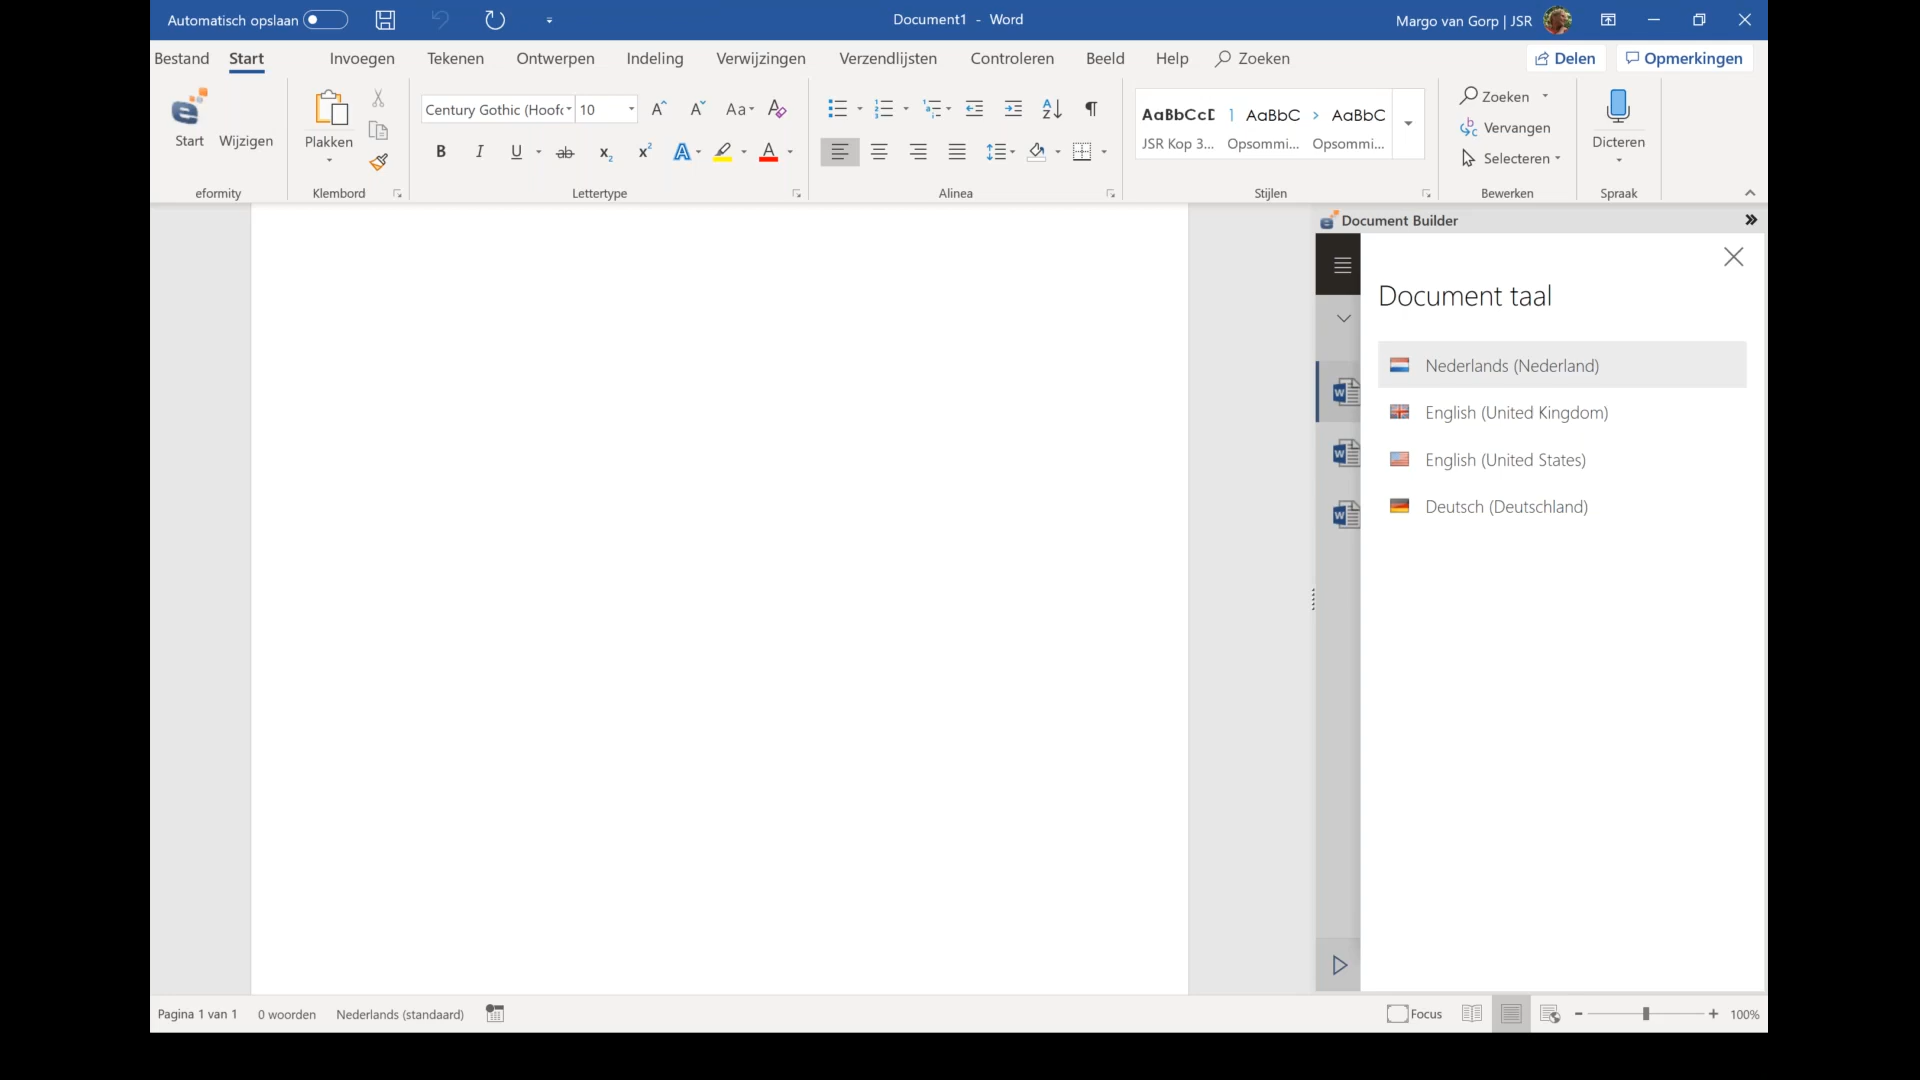 Automatisch opslaan
Document1 - Word
Margo van Gorp | JSR
Bestand Start Invoegen Tekenen Ontwerpen Indeling Verwijzingen Verzendlijsten Controleren Beeld Help Zoeken
Delen Opmerkingen
Start Wijzigen
eformity
Plakken
Klembord
Century Gothic (Hoofd 10
Lettertype
Alinea
AaBbCcD 1 AaBbC > AaBbC
JSR Kop 3... Opsommi... Opsommi...
Stijlen
Zoeken
Vervangen
Selecteren
Bewerken
Dicteren
Spraak
Document Builder
Document taal
Nederlands (Nederland)
English (United Kingdom)
English (United States)
Deutsch (Deutschland)
Pagina 1 van 1 0 woorden Nederlands (standaard)
Focus
100%